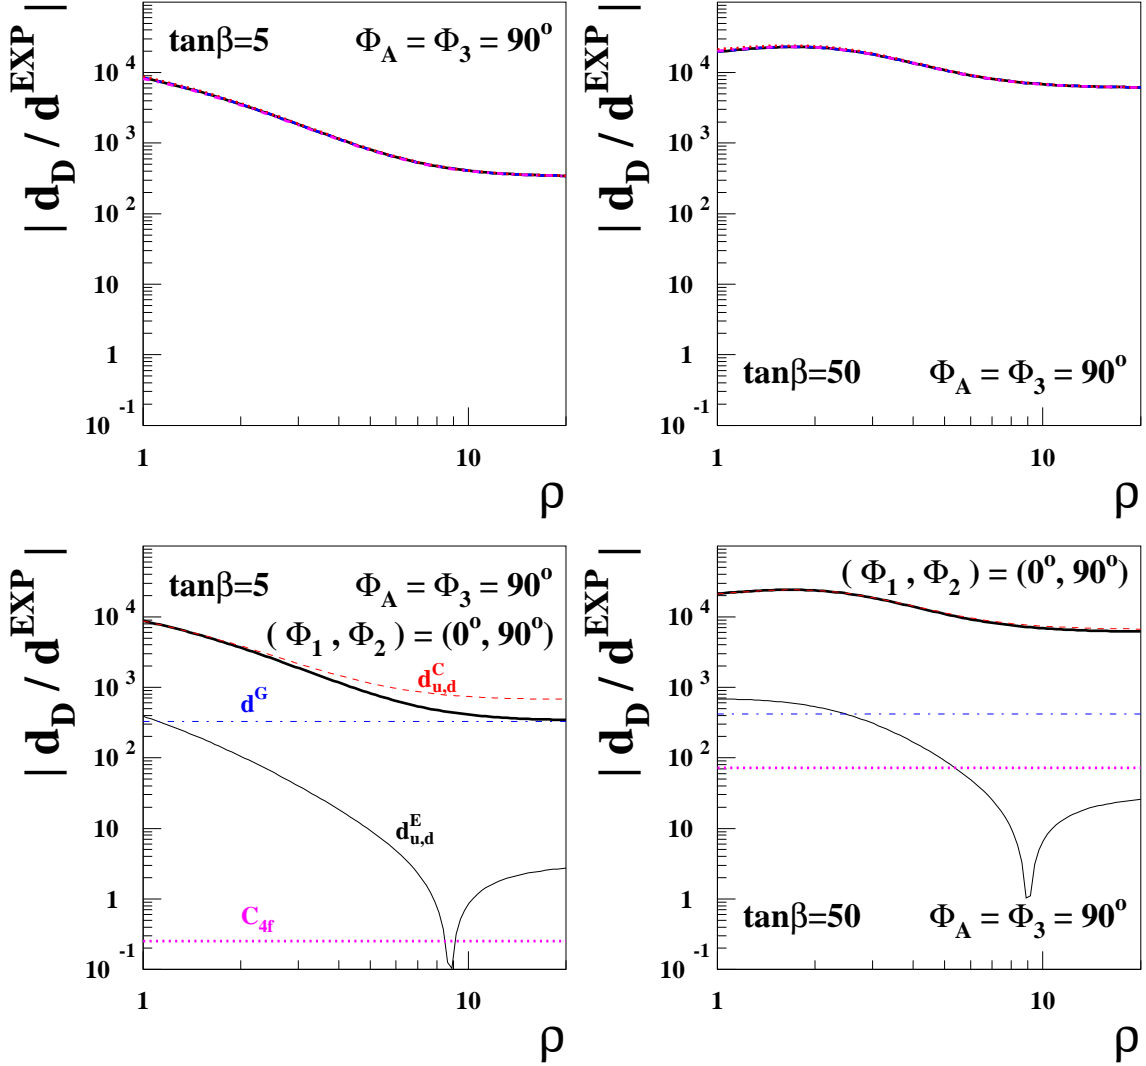 tanβ=5 Φ_A = Φ_3 = 90°
| d_D / d^EXP |
10^4
10^3
10^2
10
1
10^-1
1 10
ρ
| d_D / d^EXP |
10^4
10^3
10^2
10
1
tanβ=50 Φ_A = Φ_3 = 90°
10^-1
1 10
ρ
tanβ=5 Φ_A = Φ_3 = 90°
( Φ_1 , Φ_2 ) = (0°, 90°)
| d_D / d^EXP |
10^4
10^3
10^2
10
1
10^-1
d^C_u,d
d^G
d^E_u,d
C_4f
1 10
ρ
( Φ_1 , Φ_2 ) = (0°, 90°)
| d_D / d^EXP |
10^4
10^3
10^2
10
1
tanβ=50 Φ_A = Φ_3 = 90°
10^-1
1 10
ρ